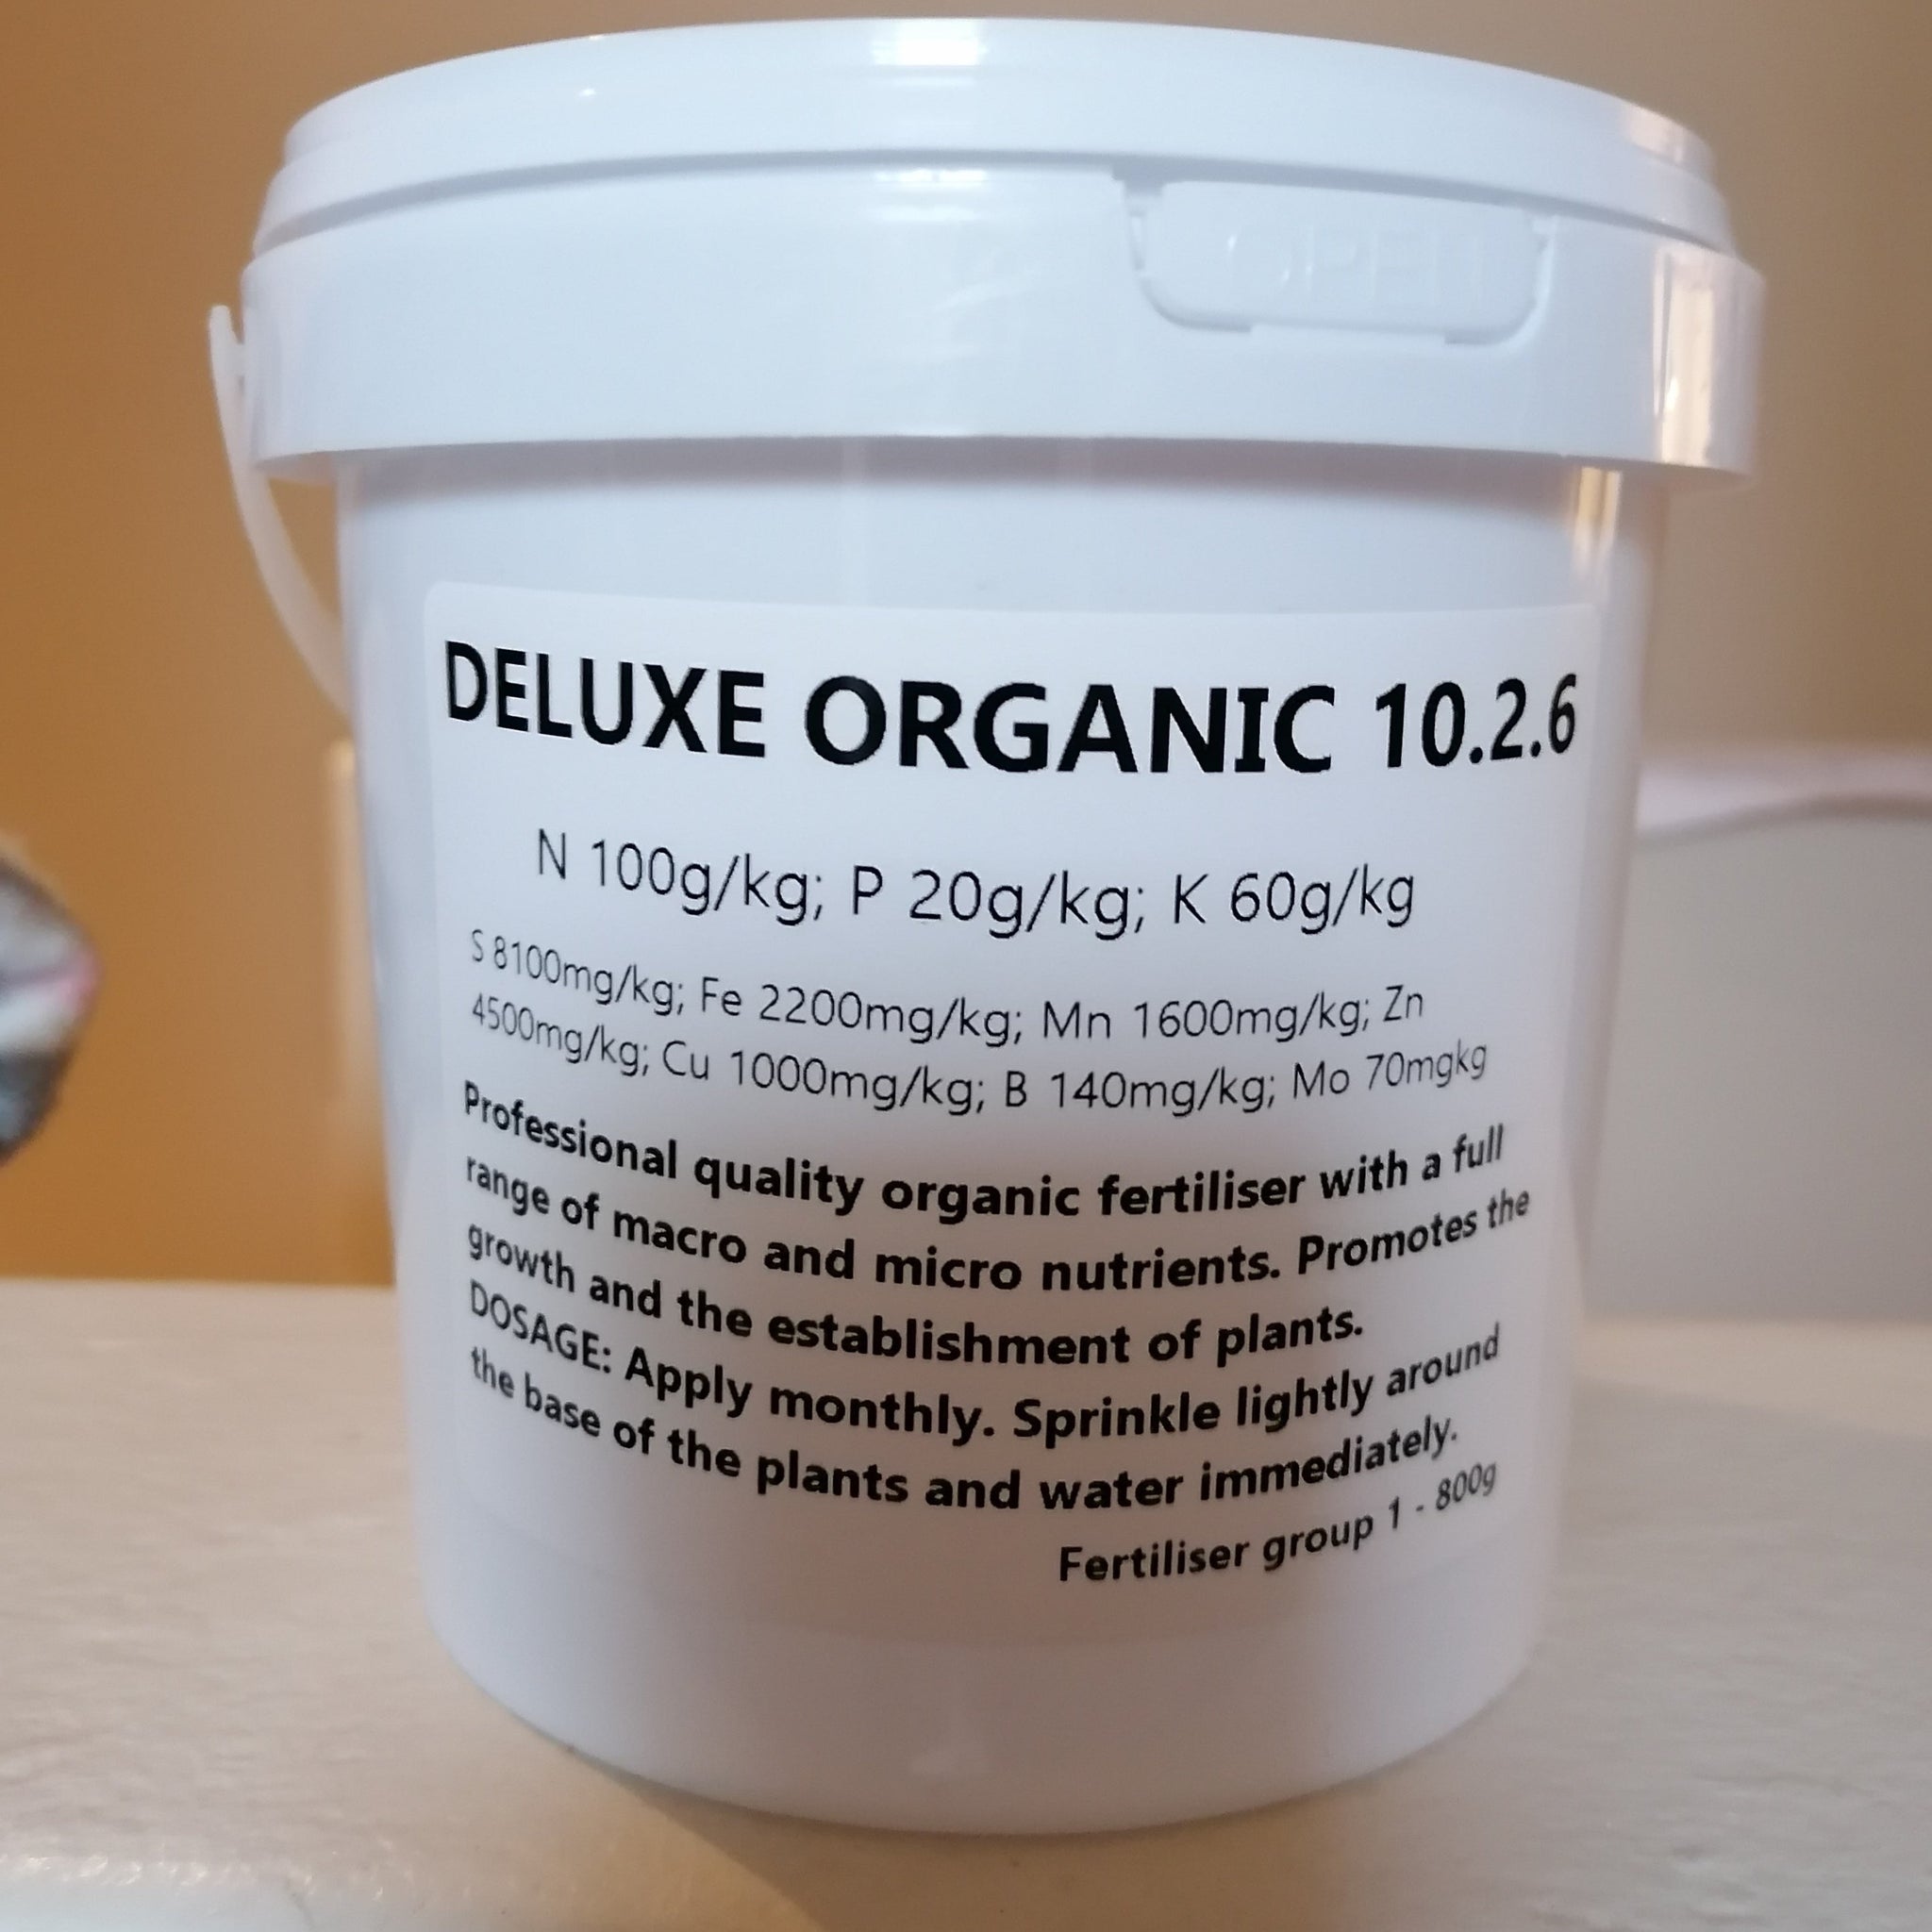 OPEN
DELUXE ORGANIC 10.2.6
N 100g/kg; P 20g/kg; K 60g/kg
S 8100mg/kg; Fe 2200mg/kg; Mn 1600mg/kg; Zn
4500mg/kg; Cu 1000mg/kg; B 140mg/kg; Mo 70mgkg
Professional quality organic fertiliser with a full
range of macro and micro nutrients. Promotes the
growth and the establishment of plants.
DOSAGE: Apply monthly. Sprinkle lightly around
the base of the plants and water immediately.
Fertiliser group 1 - 800g